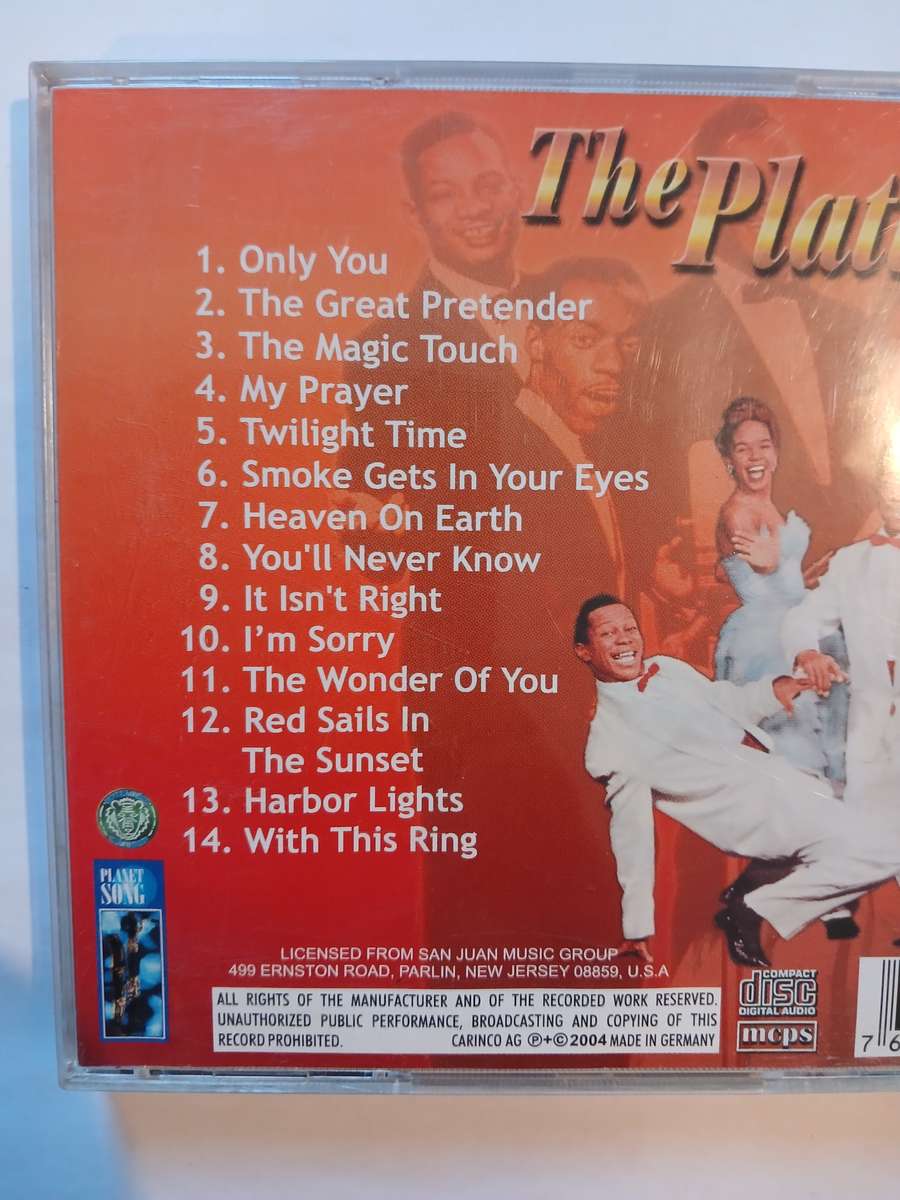 The Plat
1. Only You
2. The Great Pretender
3. The Magic Touch
4. My Prayer
5. Twilight Time
6. Smoke Gets In Your Eyes
7. Heaven On Earth
8. You'll Never Know
9. It Isn't Right
10. I’m Sorry
11. The Wonder Of You
12. Red Sails In
The Sunset
13. Harbor Lights
14. With This Ring
PLANET
SONG
LICENSED FROM SAN JUAN MUSIC GROUP
499 ERNSTON ROAD, PARLIN, NEW JERSEY 08859, U.S.A
ALL RIGHTS OF THE MANUFACTURER AND OF THE RECORDED WORK RESERVED.
UNAUTHORIZED PUBLIC PERFORMANCE, BROADCASTING AND COPYING OF THIS
RECORD PROHIBITED. CARINCO AG ℗+© 2004 MADE IN GERMANY
COMPACT
disc
DIGITAL AUDIO
mcps
7 6